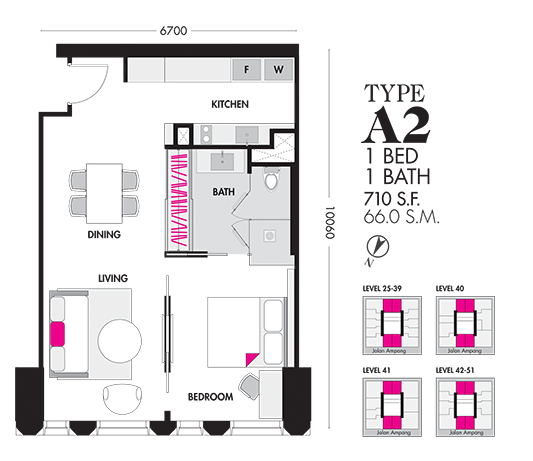 6700
F W
KITCHEN
BATH
DINING
LIVING
BEDROOM
10060
TYPE
A2
1 BED
1 BATH
710 S.F.
66.0 S.M.
N
LEVEL 25-39
Jalan Ampang
LEVEL 40
Jalan Ampang
LEVEL 41
Jalan Ampang
LEVEL 42-51
Jalan Ampang